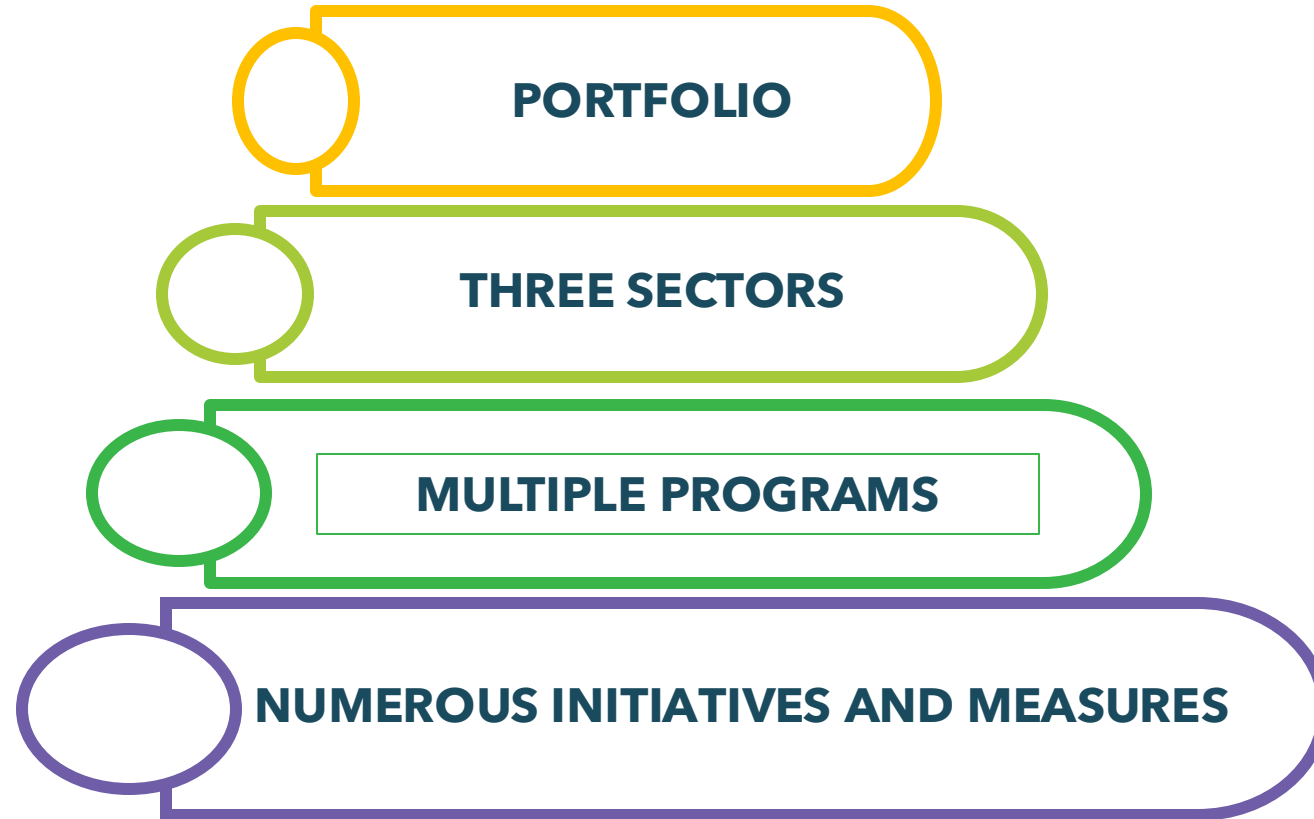 PORTFOLIO
THREE SECTORS
MULTIPLE PROGRAMS
NUMEROUS INITIATIVES AND MEASURES